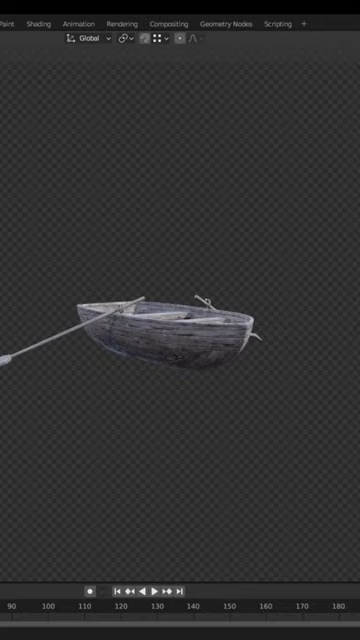 Paint Shading Animation Rendering Compositing Geometry Nodes Scripting +
Global
90 100 110 120 130 140 150 160 170 180